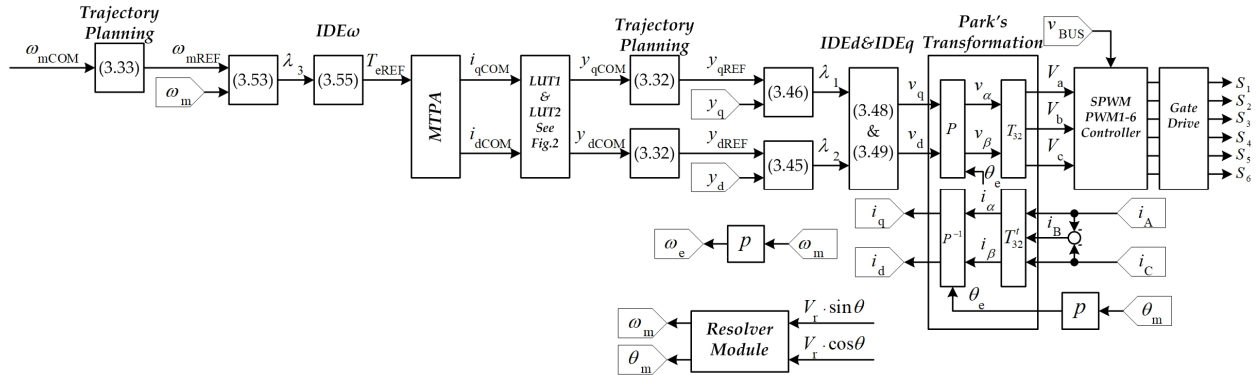 Trajectory Planning
ω_mCOM
(3.33)
ω_mREF
ω_m
(3.53)
λ_3
IDEω
(3.55)
T_eREF
MTPA
i_qCOM
i_dCOM
LUT1
&
LUT2
See
Fig.2
y_qCOM
y_dCOM
Trajectory Planning
(3.32)
(3.32)
y_qREF
y_q
y_dREF
y_d
(3.46)
(3.45)
λ_1
λ_2
IDEd&IDEq
(3.48)
&
(3.49)
v_q
v_d
Park's
Transformation
P
v_α
v_β
θ_e
T_32
V_a
V_b
V_c
v_BUS
SPWM
PWM1-6
Controller
Gate
Drive
S_1
S_2
S_3
S_4
S_5
S_6
i_q
i_d
P^-1
i_α
i_β
T^t_32
i_B
-
-
i_A
i_C
θ_e
p
θ_m
ω_e
p
ω_m
ω_m
θ_m
Resolver
Module
V_r · sinθ
V_r · cosθ